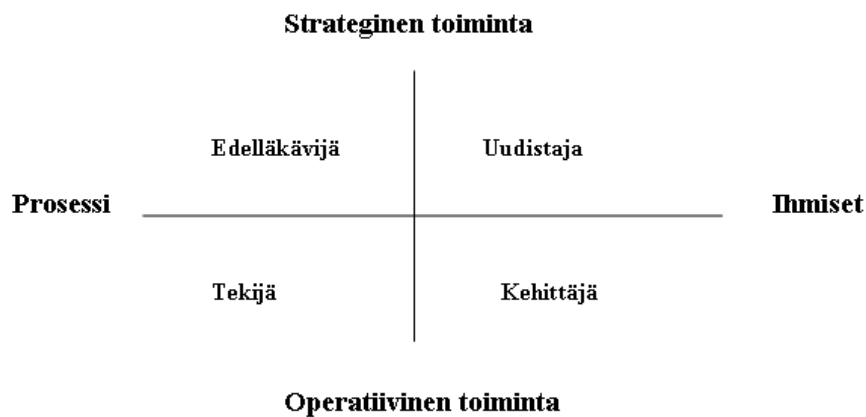 Strateginen toiminta
Edelläkävijä
Uudistaja
Prosessi
Ihmiset
Tekijä
Kehittäjä
Operatiivinen toiminta